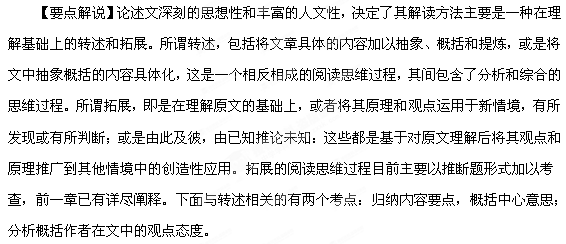 【要点解说】论述文深刻的思想性和丰富的人文性，决定了其解读方法主要是一种在理
解基础上的转述和拓展。所谓转述，包括将文章具体的内容加以抽象、概括和提炼，或是将
文中抽象概括的内容具体化，这是一个相反相成的阅读思维过程，其间包含了分析和综合的
思维过程。所谓拓展，即是在理解原文的基础上，或者将其原理和观点运用于新情境，有所
发现或有所判断；或是由此及彼，由已知推论未知：这些都是基于对原文理解后将其观点和
原理推广到其他情境中的创造性应用。拓展的阅读思维过程目前主要以推断题形式加以考
查，前一章已有详尽阐释。下面与转述相关的有两个考点：归纳内容要点，概括中心意思；
分析概括作者在文中的观点态度。